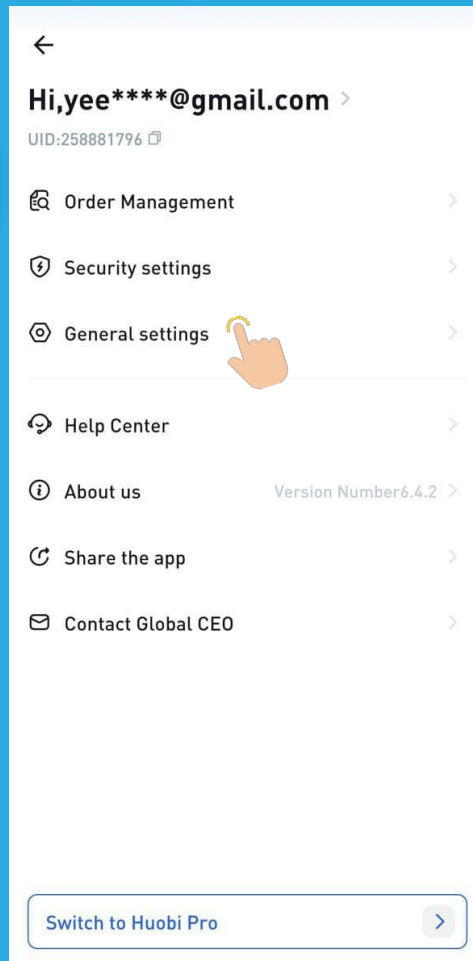 Hi,yee****@gmail.com
UID:258881796
Order Management
Security settings
General settings
Help Center
About us Version Number6.4.2
Share the app
Contact Global CEO
Switch to Huobi Pro